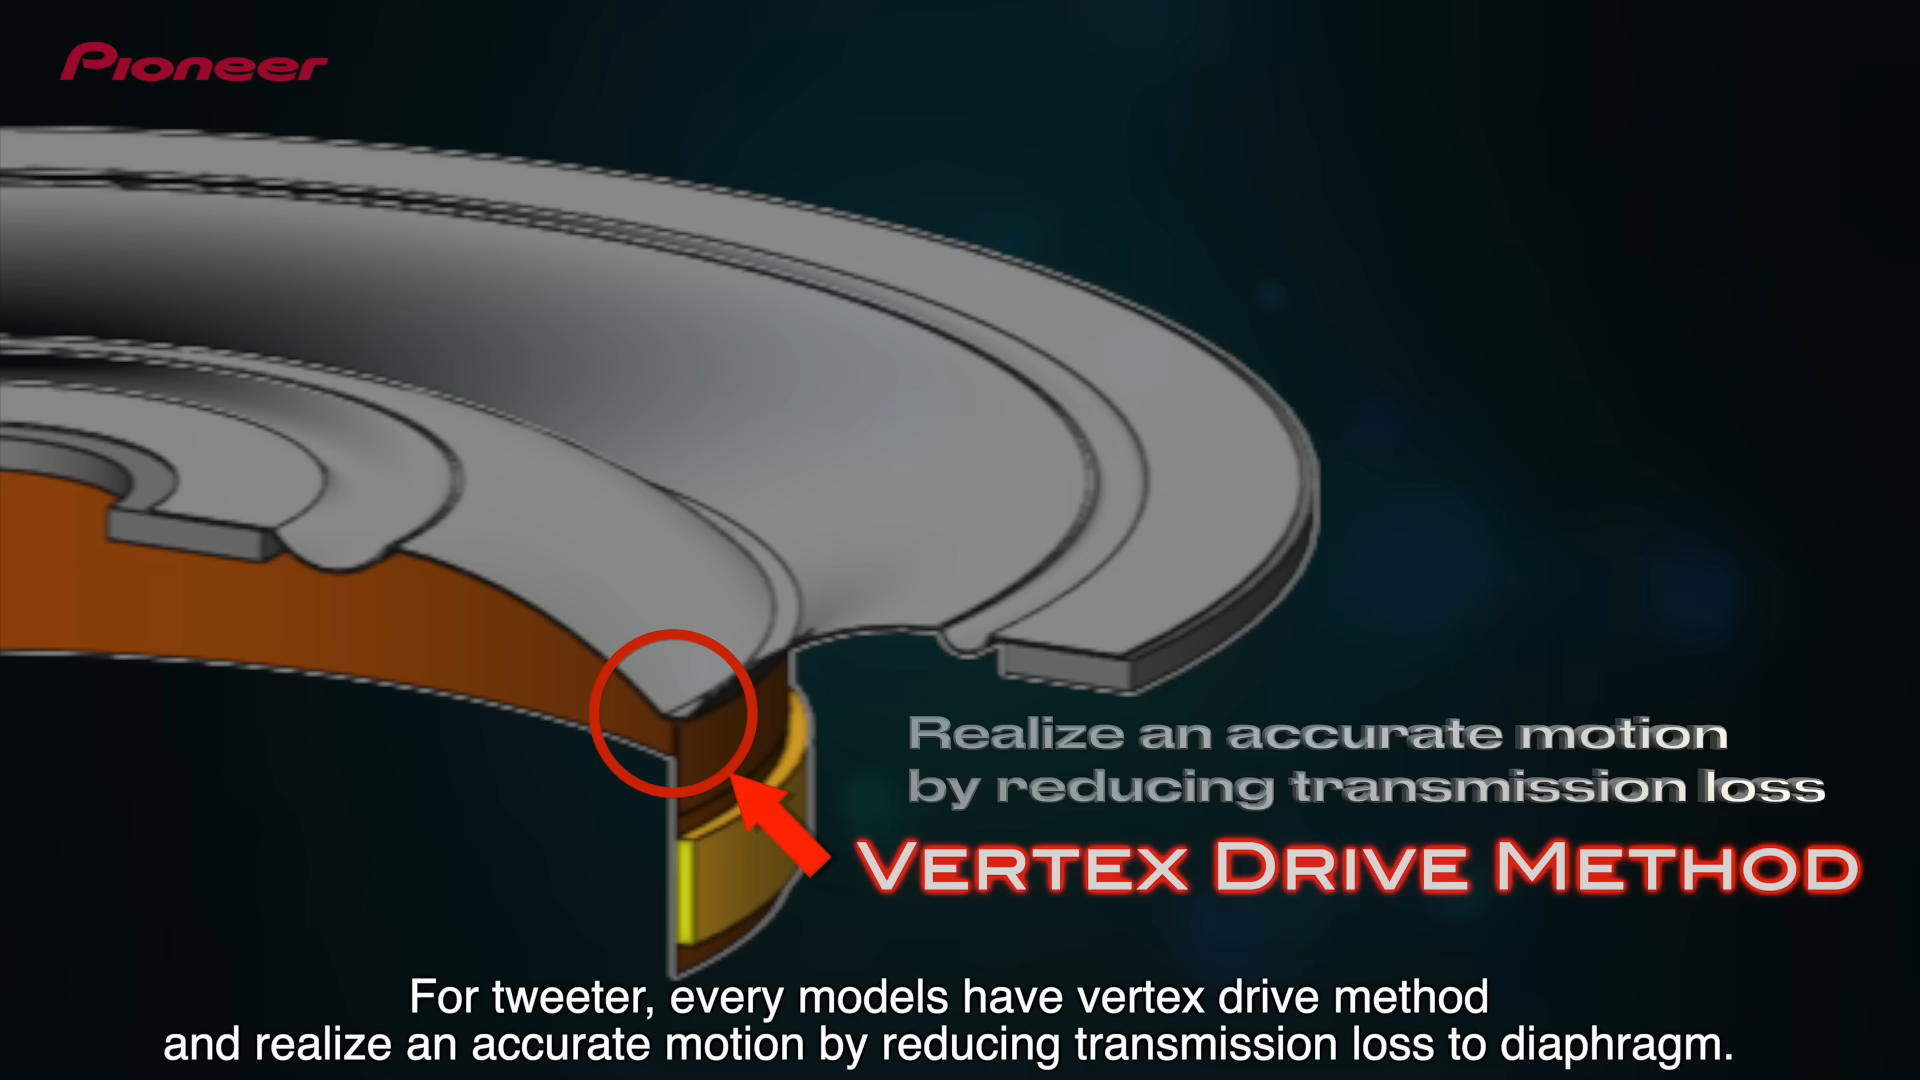 Pioneer
Realize an accurate motion
by reducing transmission loss
VERTEX DRIVE METHOD
For tweeter, every models have vertex drive method
and realize an accurate motion by reducing transmission loss to diaphragm.